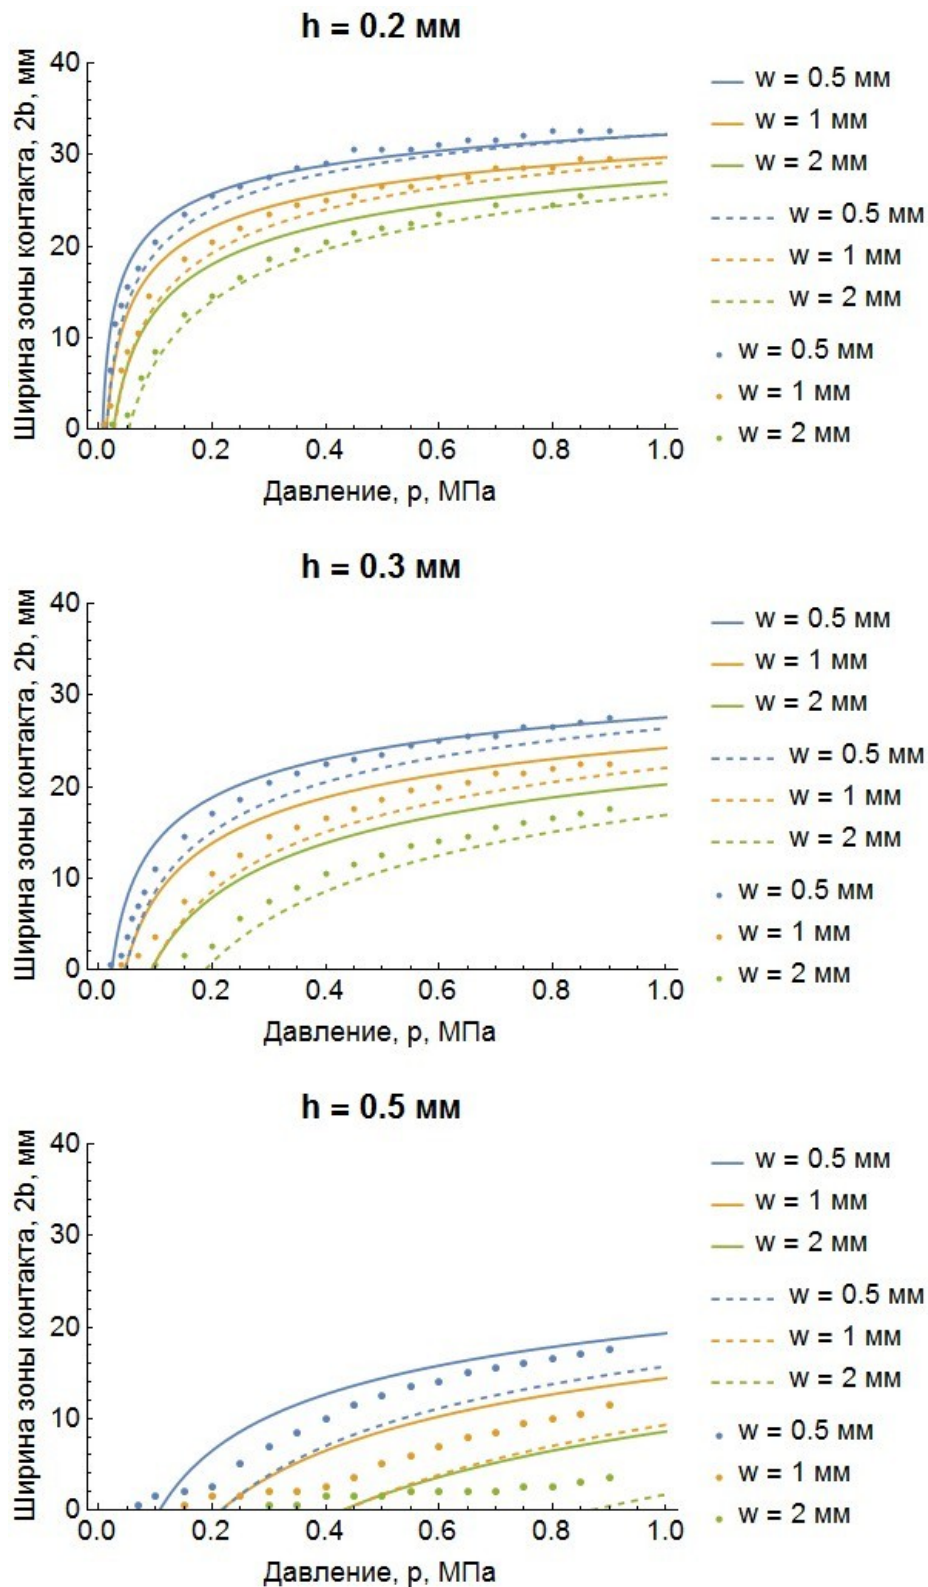 h = 0.2 мм
Ширина зоны контакта, 2b, мм
40
30
20
10
0
0.0 0.2 0.4 0.6 0.8 1.0
Давление, p, МПа
w = 0.5 мм
w = 1 мм
w = 2 мм
w = 0.5 мм
w = 1 мм
w = 2 мм
w = 0.5 мм
w = 1 мм
w = 2 мм
h = 0.3 мм
Ширина зоны контакта, 2b, мм
40
30
20
10
0
0.0 0.2 0.4 0.6 0.8 1.0
Давление, p, МПа
w = 0.5 мм
w = 1 мм
w = 2 мм
w = 0.5 мм
w = 1 мм
w = 2 мм
w = 0.5 мм
w = 1 мм
w = 2 мм
h = 0.5 мм
Ширина зоны контакта, 2b, мм
40
30
20
10
0
0.0 0.2 0.4 0.6 0.8 1.0
Давление, p, МПа
w = 0.5 мм
w = 1 мм
w = 2 мм
w = 0.5 мм
w = 1 мм
w = 2 мм
w = 0.5 мм
w = 1 мм
w = 2 мм